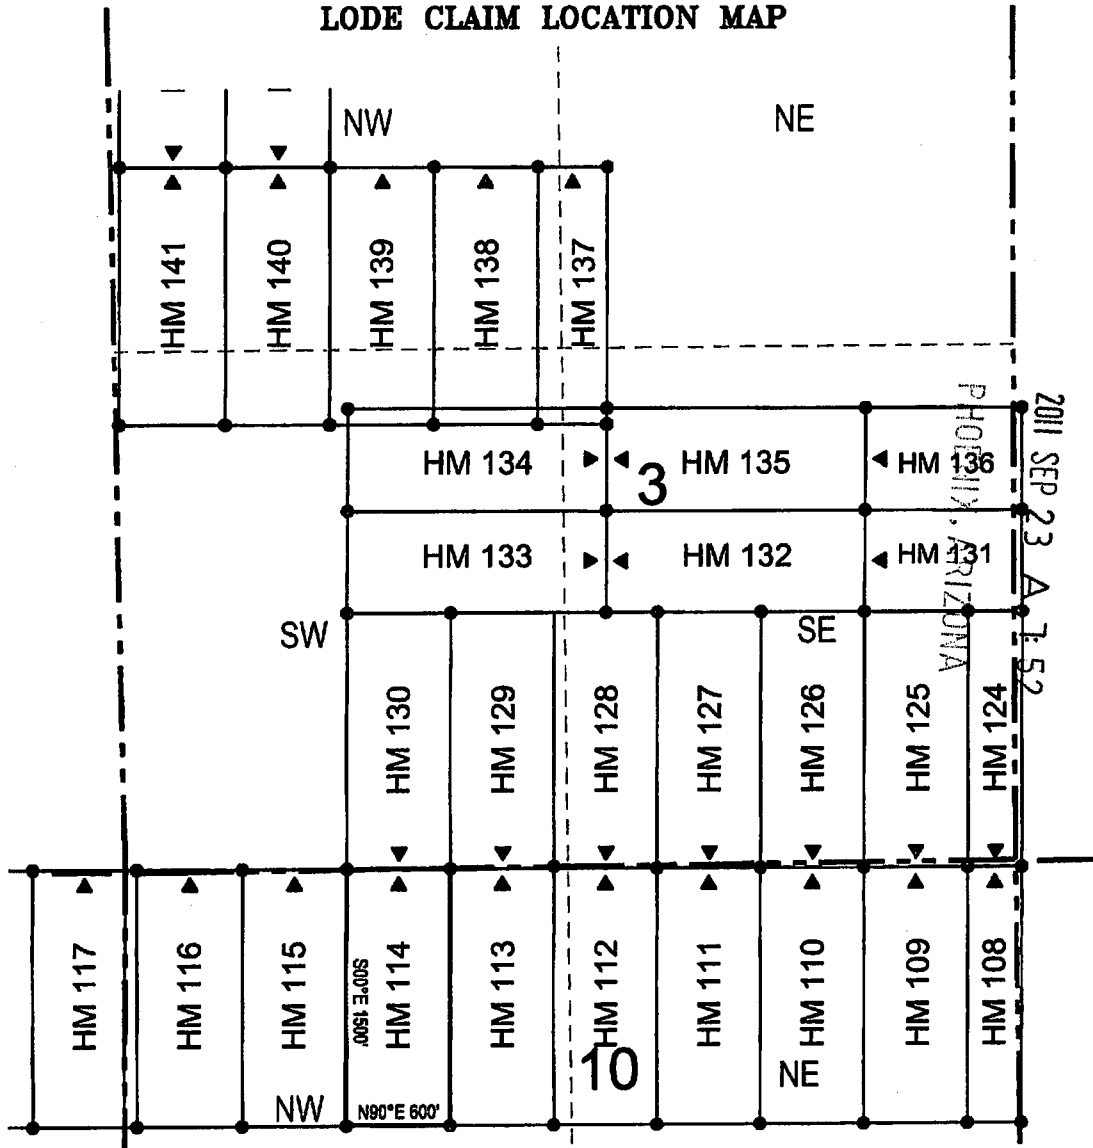 LODE CLAIM LOCATION MAP
NW
NE
HM 141
HM 140
HM 139
HM 138
HM 137
HM 134
HM 135
HM 136
3
HM 133
HM 132
HM 131
2011 SEP 23 A 7:52
PHOENIX, ARIZONA
SW
SE
HM 130
HM 129
HM 128
HM 127
HM 126
HM 125
HM 124
HM 117
HM 116
HM 115
S00°E 1500'
HM 114
HM 113
HM 112
HM 111
HM 110
HM 109
HM 108
10
NE
NW
N90°E 600'